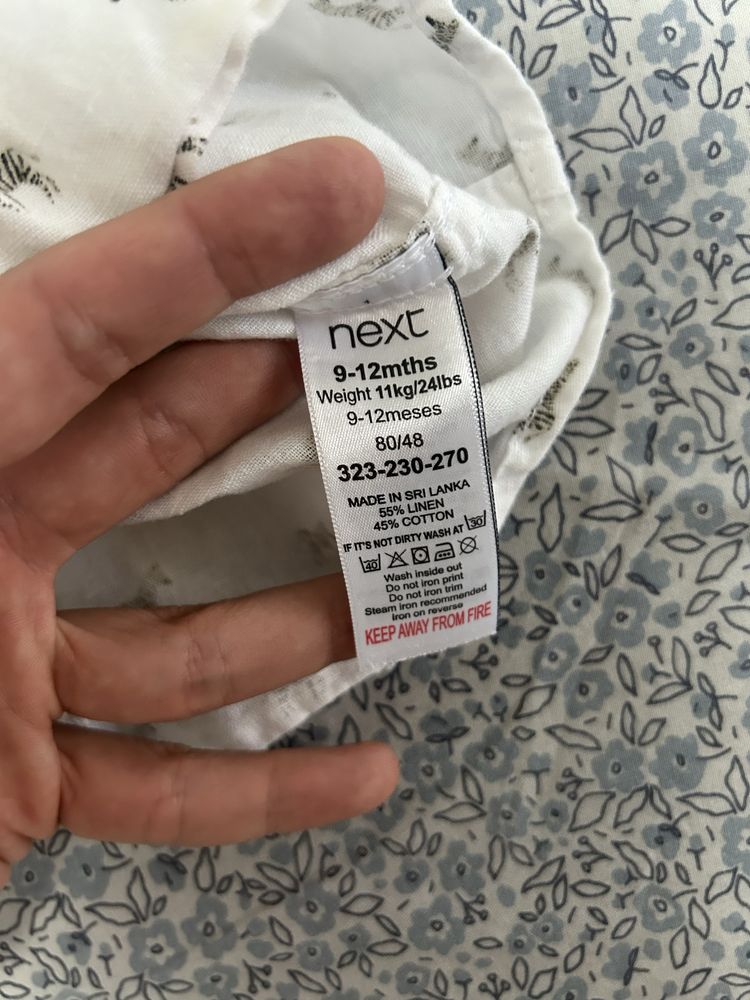 next
9-12mths
Weight 11kg/24lbs
9-12meses
80/48
323-230-270
MADE IN SRI LANKA
55% LINEN
45% COTTON
IF IT'S NOT DIRTY WASH AT 30
40
Wash inside out
Do not iron print
Do not iron trim
Steam iron recommended
iron on reverse
KEEP AWAY FROM FIRE